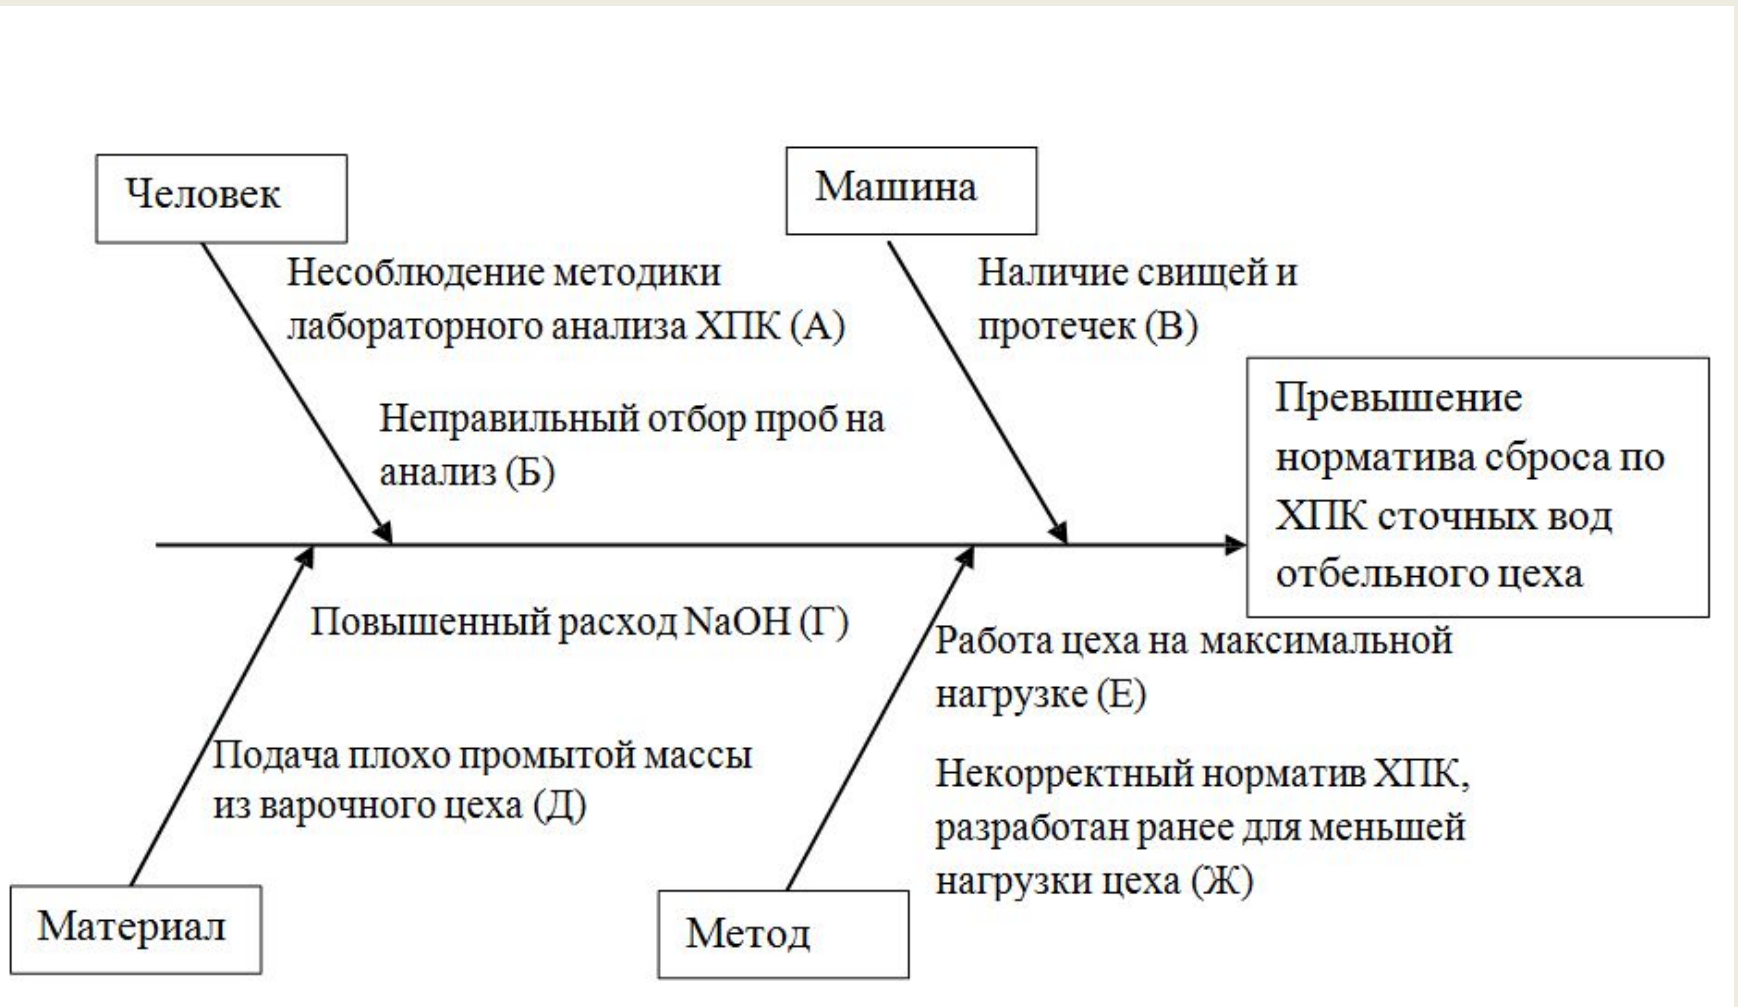 Человек
Машина
Несоблюдение методики
лабораторного анализа ХПК (А)
Наличие свищей и
протечек (В)
Неправильный отбор проб на
анализ (Б)
Превышение
норматива сброса по
ХПК сточных вод
отбельного цеха
Повышенный расход NaOH (Г)
Подача плохо промытой массы
из варочного цеха (Д)
Работа цеха на максимальной
нагрузке (Е)
Некорректный норматив ХПК,
разработан ранее для меньшей
нагрузки цеха (Ж)
Материал
Метод